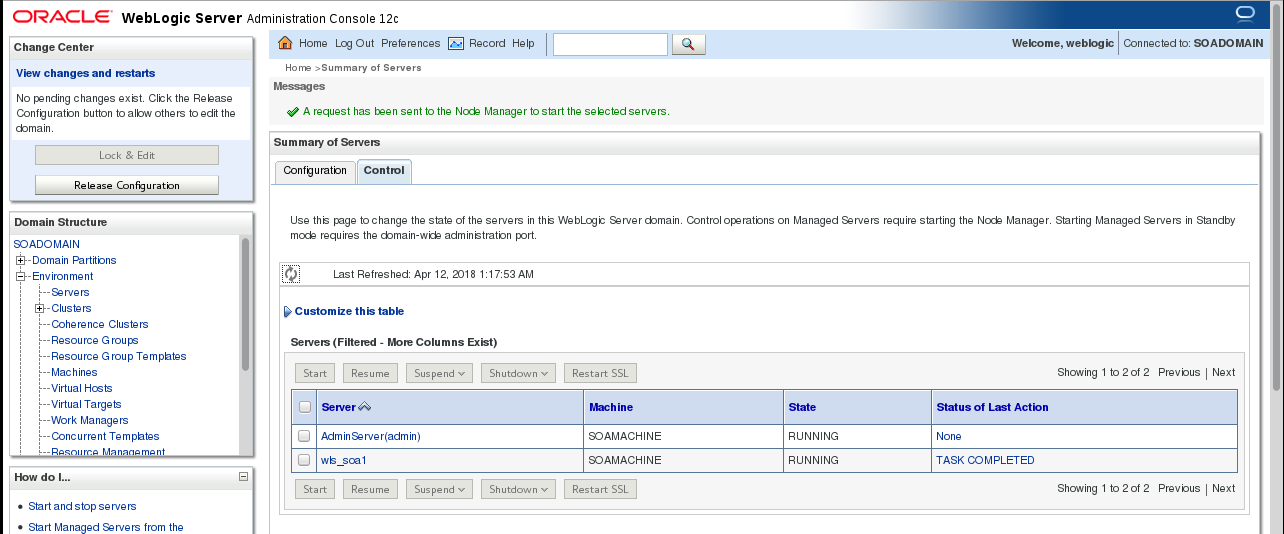 ORACLE WebLogic Server Administration Console 12c
Change Center
View changes and restarts
No pending changes exist. Click the Release
Configuration button to allow others to edit the
domain.
Lock & Edit
Release Configuration
Domain Structure
SOADOMAIN
Domain Partitions
Environment
Servers
Clusters
Coherence Clusters
Resource Groups
Resource Group Templates
Machines
Virtual Hosts
Virtual Targets
Work Managers
Concurrent Templates
Resource Management
How do I...
Start and stop servers
Start Managed Servers from the
Home Log Out Preferences Record Help
Welcome, weblogic Connected to: SOADOMAIN
Home >Summary of Servers
Messages
A request has been sent to the Node Manager to start the selected servers.
Summary of Servers
Configuration Control
Use this page to change the state of the servers in this WebLogic Server domain. Control operations on Managed Servers require starting the Node Manager. Starting Managed Servers in Standby
mode requires the domain-wide administration port.
Last Refreshed: Apr 12, 2018 1:17:53 AM
Customize this table
Servers (Filtered - More Columns Exist)
Start Resume Suspend Shutdown Restart SSL Showing 1 to 2 of 2 Previous | Next
Server Machine State Status of Last Action
AdminServer(admin) SOAMACHINE RUNNING None
wls_soa1 SOAMACHINE RUNNING TASK COMPLETED
Start Resume Suspend Shutdown Restart SSL Showing 1 to 2 of 2 Previous | Next